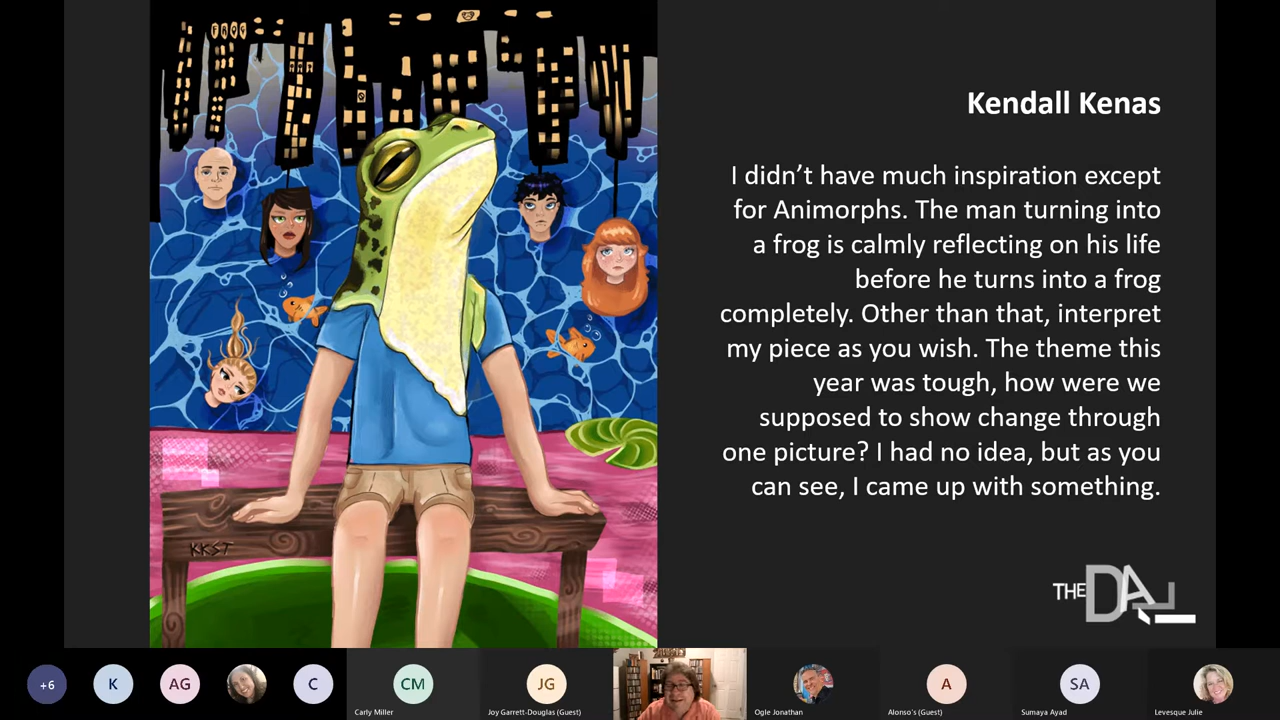 FROG
Kendall Kenas
I didn’t have much inspiration except
for Animorphs. The man turning into
a frog is calmly reflecting on his life
before he turns into a frog
completely. Other than that, interpret
my piece as you wish. The theme this
year was tough, how were we
supposed to show change through
one picture? I had no idea, but as you
can see, I came up with something.
KKST
THE DAL
+6
K
AG
C
CM
Carly Miller
JG
Joy Garrett-Douglas (Guest)
Ogle Jonathan
A
Alonso's (Guest)
SA
Sumaya Ayad
Levesque Julie